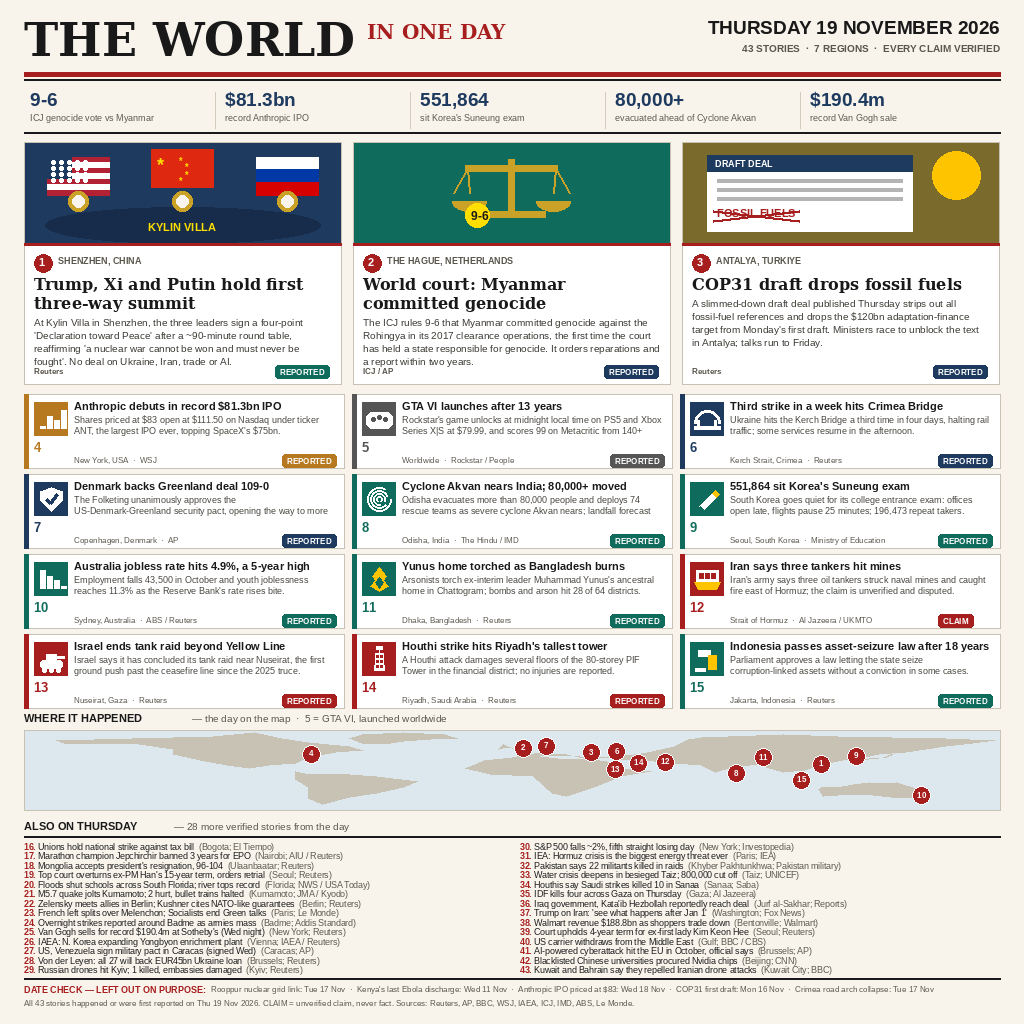 THE WORLD IN ONE DAY
THURSDAY 19 NOVEMBER 2026
43 STORIES · 7 REGIONS · EVERY CLAIM VERIFIED
9-6
ICJ genocide vote vs Myanmar
$81.3bn
record Anthropic IPO
551,864
sit Korea's Suneung exam
80,000+
evacuated ahead of Cyclone Akvan
$190.4m
record Van Gogh sale
KYLIN VILLA
1 SHENZHEN, CHINA
Trump, Xi and Putin hold first
three-way summit
At Kylin Villa in Shenzhen, the three leaders sign a four-point
'Declaration toward Peace' after a ~90-minute round table,
reaffirming 'a nuclear war cannot be won and must never be
fought'. No deal on Ukraine, Iran, trade or AI.
Reuters
REPORTED
9-6
2 THE HAGUE, NETHERLANDS
World court: Myanmar
committed genocide
The ICJ rules 9-6 that Myanmar committed genocide against the
Rohingya in its 2017 clearance operations, the first time the court
has held a state responsible for genocide. It orders reparations and
a report within two years.
ICJ / AP
REPORTED
DRAFT DEAL
FOSSIL FUELS
3 ANTALYA, TURKIYE
COP31 draft drops fossil fuels
A slimmed-down draft deal published Thursday strips out all
fossil-fuel references and drops the $120bn adaptation-finance
target from Monday's first draft. Ministers race to unblock the text
in Antalya; talks run to Friday.
Reuters
REPORTED
Anthropic debuts in record $81.3bn IPO
Shares priced at $83 open at $111.50 on Nasdaq under ticker
ANT, the largest IPO ever, topping SpaceX's $75bn.
4
New York, USA · WSJ
REPORTED
GTA VI launches after 13 years
Rockstar's game unlocks at midnight local time on PS5 and Xbox
Series X|S at $79.99, and scores 99 on Metacritic from 140+
5
Worldwide · Rockstar / People
REPORTED
Third strike in a week hits Crimea Bridge
Ukraine hits the Kerch Bridge a third time in four days, halting rail
traffic; some services resume in the afternoon.
6
Kerch Strait, Crimea · Reuters
REPORTED
Denmark backs Greenland deal 109-0
The Folketing unanimously approves the
US-Denmark-Greenland security pact, opening the way to more
7
Copenhagen, Denmark · AP
REPORTED
Cyclone Akvan nears India; 80,000+ moved
Odisha evacuates more than 80,000 people and deploys 74
rescue teams as severe cyclone Akvan nears; landfall forecast
8
Odisha, India · The Hindu / IMD
REPORTED
551,864 sit Korea's Suneung exam
South Korea goes quiet for its college entrance exam: offices
open late, flights pause 25 minutes; 196,473 repeat takers.
9
Seoul, South Korea · Ministry of Education
REPORTED
Australia jobless rate hits 4.9%, a 5-year high
Employment falls 43,500 in October and youth joblessness
reaches 11.3% as the Reserve Bank's rate rises bite.
10
Sydney, Australia · ABS / Reuters
REPORTED
Yunus home torched as Bangladesh burns
Arsonists torch ex-interim leader Muhammad Yunus's ancestral
home in Chattogram; bombs and arson hit 28 of 64 districts.
11
Dhaka, Bangladesh · Reuters
REPORTED
Iran says three tankers hit mines
Iran's army says three oil tankers struck naval mines and caught
fire east of Hormuz; the claim is unverified and disputed.
12
Strait of Hormuz · Al Jazeera / UKMTO
CLAIM
Israel ends tank raid beyond Yellow Line
Israel says it has concluded its tank raid near Nuseirat, the first
ground push past the ceasefire line since the 2025 truce.
13
Nuseirat, Gaza · Reuters
REPORTED
Houthi strike hits Riyadh's tallest tower
A Houthi attack damages several floors of the 80-storey PIF
Tower in the financial district; no injuries are reported.
14
Riyadh, Saudi Arabia · Reuters
REPORTED
Indonesia passes asset-seizure law after 18 years
Parliament approves a law letting the state seize
corruption-linked assets without a conviction in some cases.
15
Jakarta, Indonesia · Reuters
REPORTED
WHERE IT HAPPENED — the day on the map · 5 = GTA VI, launched worldwide
4
2
7
3
6
13
14
12
8
11
15
1
9
10
ALSO ON THURSDAY — 28 more verified stories from the day
16. Unions hold national strike against tax bill (Bogota; El Tiempo)
17. Marathon champion Jepchirchir banned 3 years for EPO (Nairobi; AIU / Reuters)
18. Mongolia accepts president's resignation, 96-104 (Ulaanbaatar; Reuters)
19. Top court overturns ex-PM Han's 15-year term, orders retrial (Seoul; Reuters)
20. Floods shut schools across South Florida; river tops record (Florida; NWS / USA Today)
21. M5.7 quake jolts Kumamoto; 2 hurt, bullet trains halted (Kumamoto; JMA / Kyodo)
22. Zelensky meets allies in Berlin; Kushner cites NATO-like guarantees (Berlin; Reuters)
23. French left splits over Melenchon; Socialists end Green talks (Paris; Le Monde)
24. Overnight strikes reported around Badme as armies mass (Badme; Addis Standard)
25. Van Gogh sells for record $190.4m at Sotheby's (Wed night) (New York; Reuters)
26. IAEA: N. Korea expanding Yongbyon enrichment plant (Vienna; IAEA / Reuters)
27. US, Venezuela sign military pact in Caracas (signed Wed) (Caracas; AP)
28. Von der Leyen: all 27 will back EUR45bn Ukraine loan (Brussels; Reuters)
29. Russian drones hit Kyiv; 1 killed, embassies damaged (Kyiv; Reuters)
30. S&P 500 falls ~2%, fifth straight losing day (New York; Investopedia)
31. IEA: Hormuz crisis is the biggest energy threat ever (Paris; IEA)
32. Pakistan says 22 militants killed in raids (Khyber Pakhtunkhwa; Pakistan military)
33. Water crisis deepens in besieged Taiz; 800,000 cut off (Taiz; UNICEF)
34. Houthis say Saudi strikes killed 10 in Sanaa (Sanaa; Saba)
35. IDF kills four across Gaza on Thursday (Gaza; Al Jazeera)
36. Iraqi government, Kata'ib Hezbollah reportedly clash (Jurf al-Sakhar; Reports)
37. Trump on Iran: 'see what happens after Jan 1' (Washington; Fox News)
38. Walmart revenue $188.8bn as shoppers trade down (Bentonville; Walmart)
39. Court upholds 4-year term for ex-first lady Kim Keon Hee (Seoul; Reuters)
40. US carrier withdraws from the Middle East (Gulf; BBC / CBS)
41. AI-powered cyberattack hit the EU in October, official says (Brussels; AP)
42. Blacklisted Chinese universities procured Nvidia chips (Beijing; CNN)
43. Kuwait and Bahrain say they repelled Iranian drone attacks (Kuwait City; BBC)
DATE CHECK — LEFT OUT ON PURPOSE: Rooppur nuclear grid link: Tue 17 Nov · Kenya's last Ebola discharge: Wed 11 Nov · Anthropic IPO priced at $83: Wed 18 Nov · COP31 first draft: Mon 16 Nov · Crimea road arch collapse: Tue 17 Nov
All 43 stories happened or were first reported on Thu 19 Nov 2026. CLAIM = unverified claim, never fact. Sources: Reuters, AP, BBC, WSJ, IAEA, ICJ, IMD, ABS, Le Monde.